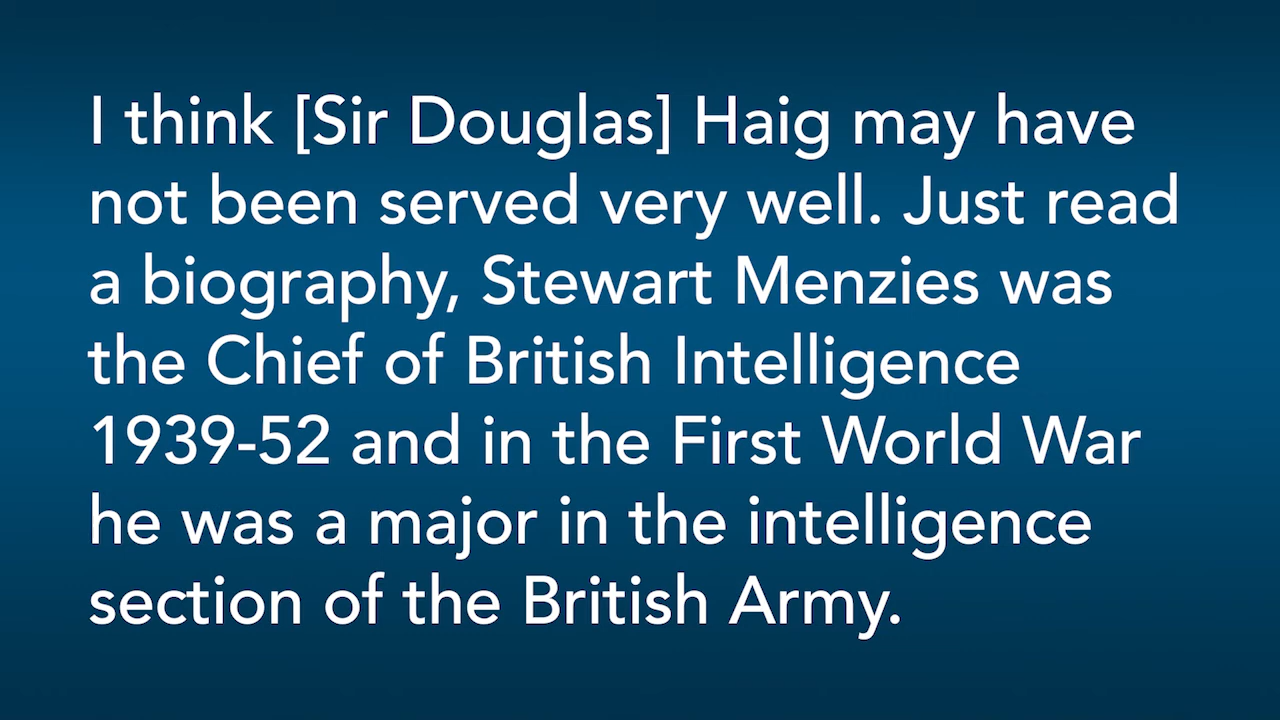 I think [Sir Douglas] Haig may have
not been served very well. Just read
a biography, Stewart Menzies was
the Chief of British Intelligence
1939-52 and in the First World War
he was a major in the intelligence
section of the British Army.